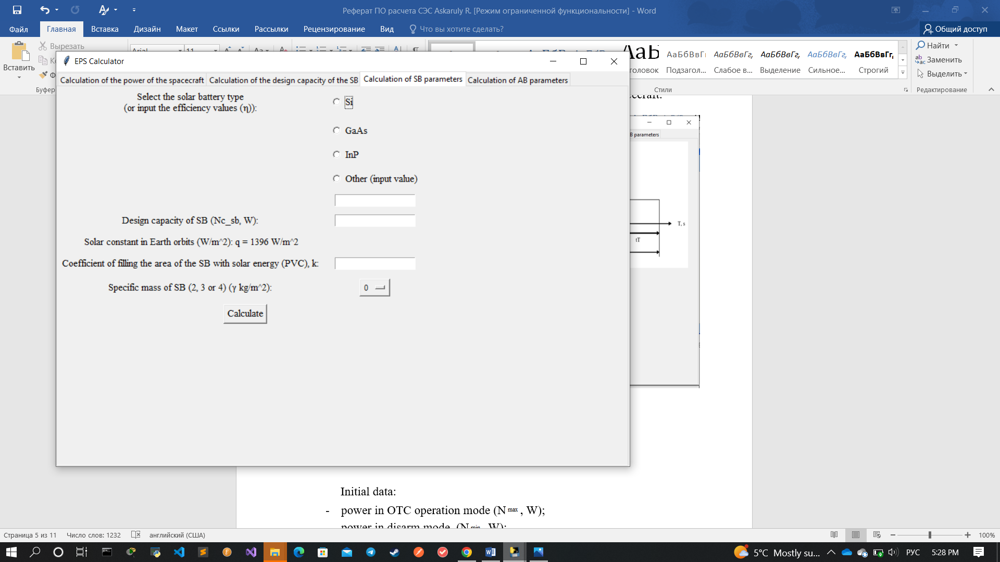 Реферат ПО расчета СЭС Askaruly R. [Режим ограниченной функциональности] - Word
Файл Главная Вставка Дизайн Макет Ссылки Рассылки Рецензирование Вид Что вы хотите сделать? Общий доступ
Вырезать
Вставить
EPS Calculator
Calculation of the power of the spacecraft Calculation of the design capacity of the SB Calculation of SB parameters Calculation of AB parameters
Select the solar battery type
(or input the efficiency values (η)):
Si
GaAs
InP
Other (input value)
Design capacity of SB (Nc_sb, W):
Solar constant in Earth orbits (W/m^2): q = 1396 W/m^2
Coefficient of filling the area of the SB with solar energy (PVC), k:
Specific mass of SB (2, 3 or 4) (γ kg/m^2):
0
Calculate
АаБбВвГг, АаБбВвГг, АаБбВвГг, АаБбВвГг,
Подзагол... Слабое в... Выделение Сильное... Строгий
Стили
Найти
Заменить
Выделить
Редактирование
B parameters
T, s
tT
Initial data:
- power in OTC operation mode (N max , W);
power in disarm mode (N min , W);
Страница 5 из 11 Число слов: 1232 английский (США) 100%
5°C Mostly su... РУС 5:28 PM